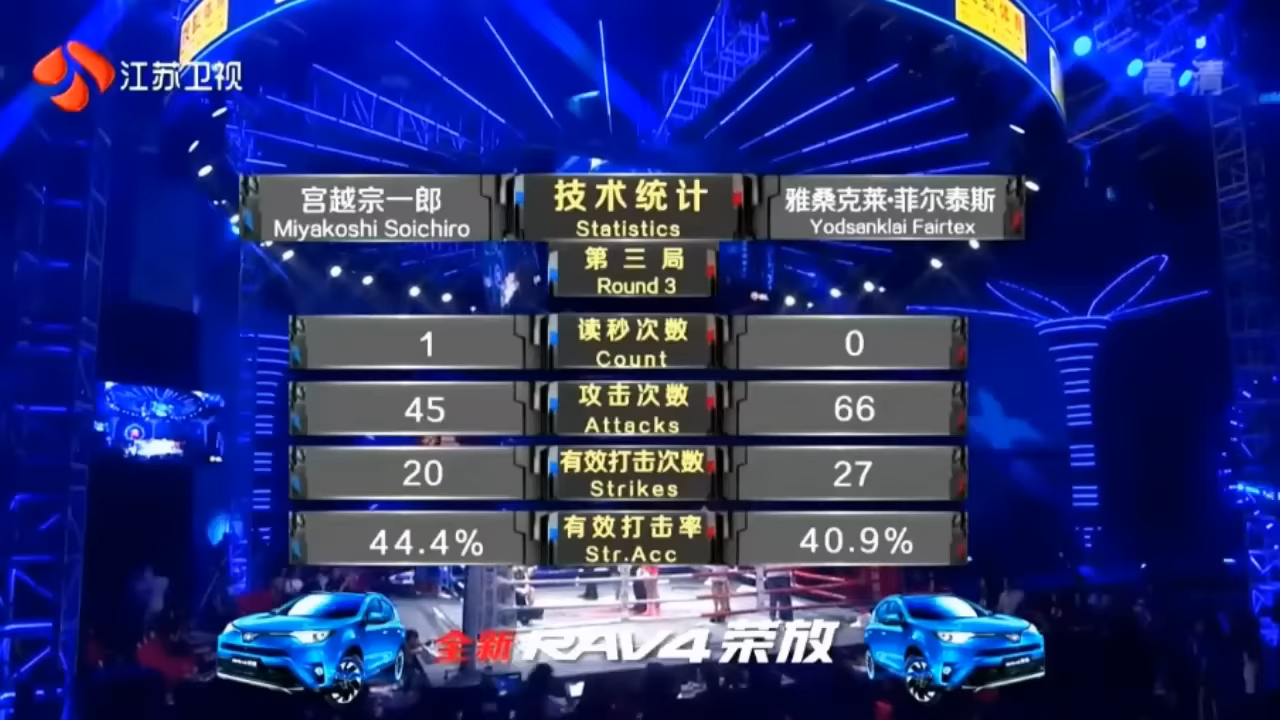 江苏卫视
高清
宫越宗一郎
Miyakoshi Soichiro
技术统计
Statistics
雅桑克莱·菲尔泰斯
Yodsanklai Fairtex
第三局
Round 3
1
读秒次数
Count
0
45
攻击次数
Attacks
66
20
有效打击次数
Strikes
27
44.4%
有效打击率
Str.Acc
40.9%
全新RAV4荣放